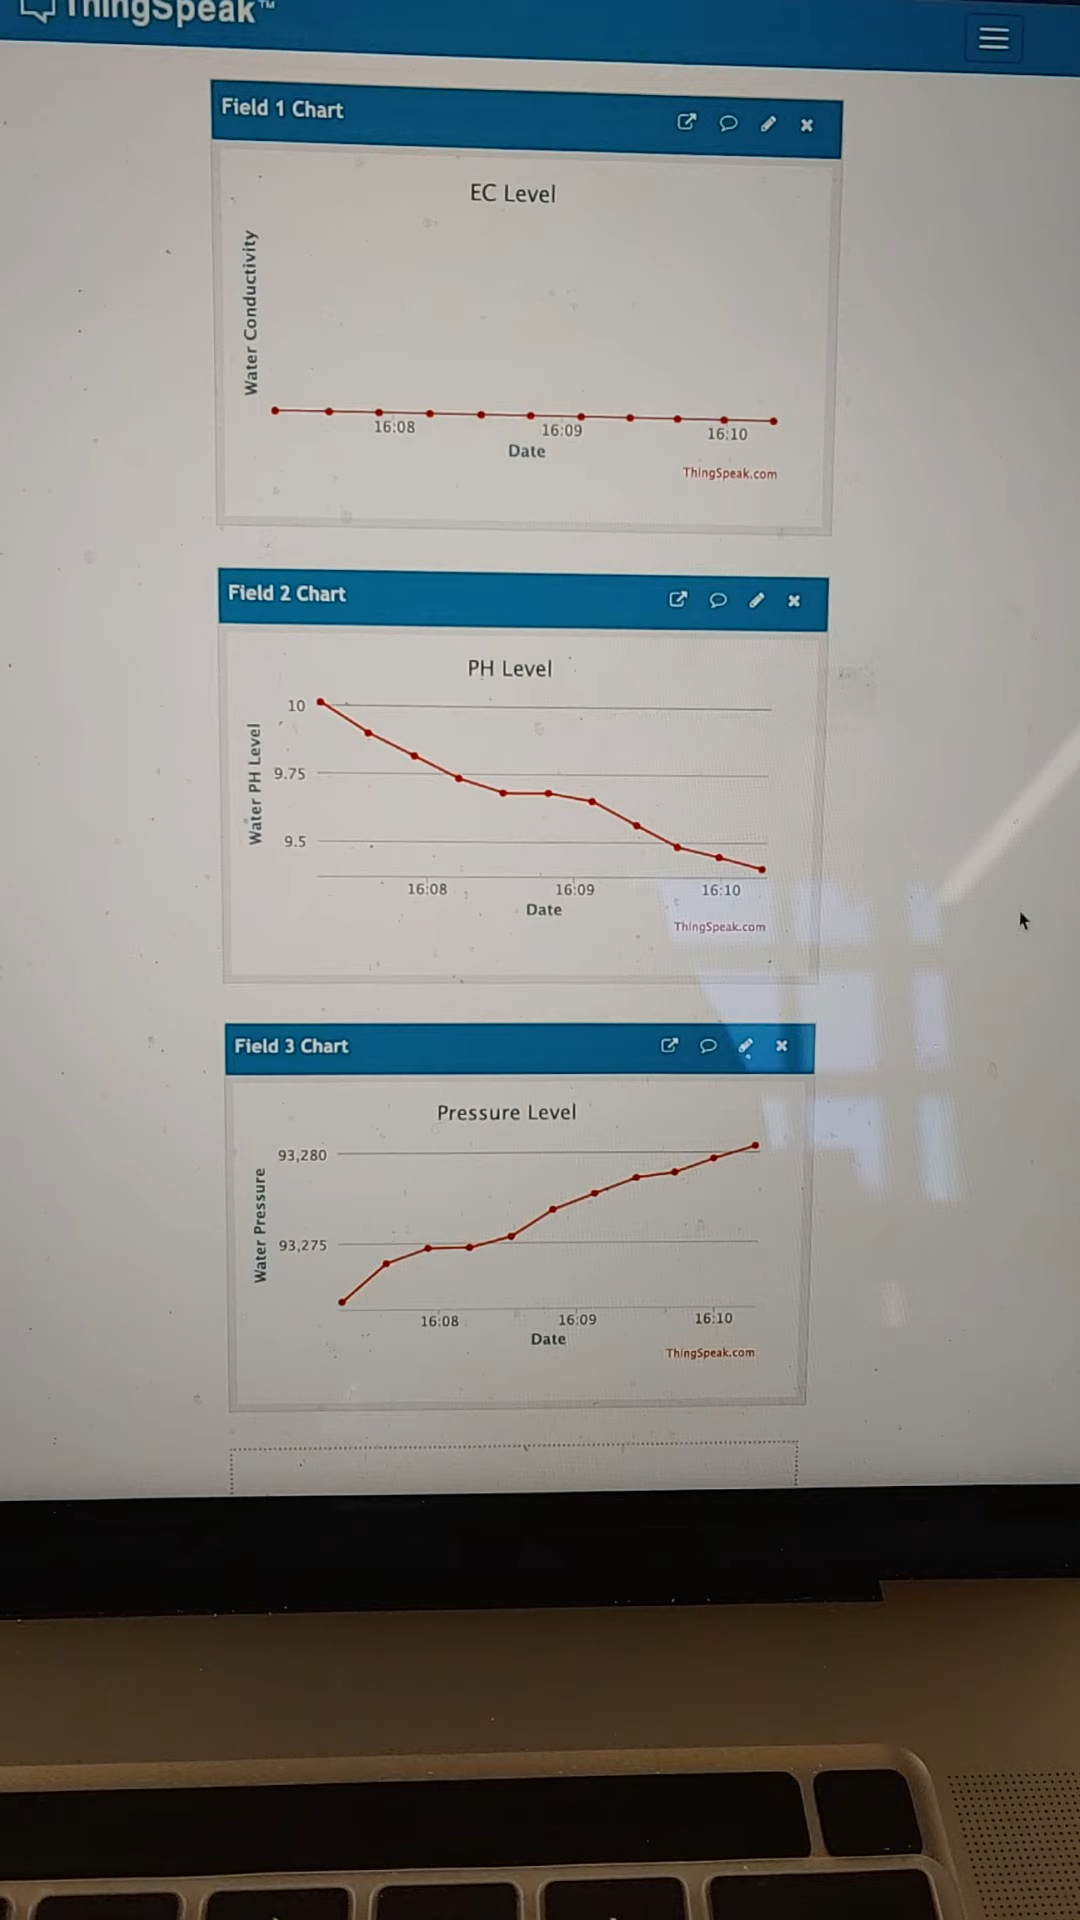 ThingSpeak™
Field 1 Chart
EC Level
Water Conductivity
16:08 16:09 16:10
Date
ThingSpeak.com
Field 2 Chart
PH Level
Water PH Level
10
9.75
9.5
16:08 16:09 16:10
Date
ThingSpeak.com
Field 3 Chart
Pressure Level
Water Pressure
93,280
93,275
16:08 16:09 16:10
Date
ThingSpeak.com